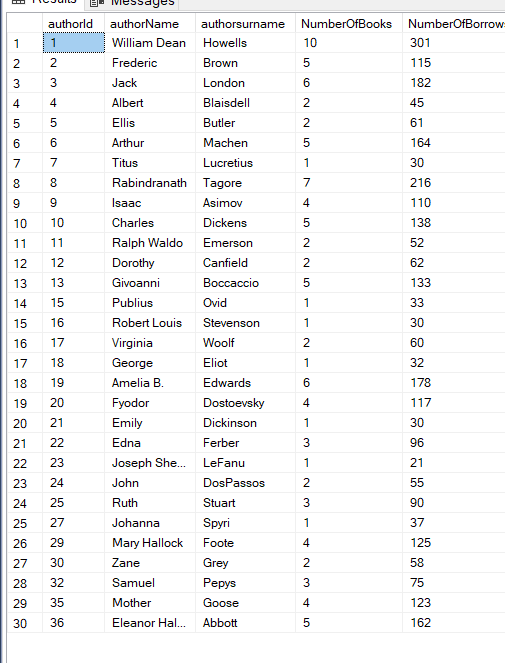 Results Messages
authorId authorName authorsurname NumberOfBooks NumberOfBorrows
1 1 William Dean Howells 10 301
2 2 Frederic Brown 5 115
3 3 Jack London 6 182
4 4 Albert Blaisdell 2 45
5 5 Ellis Butler 2 61
6 6 Arthur Machen 5 164
7 7 Titus Lucretius 1 30
8 8 Rabindranath Tagore 7 216
9 9 Isaac Asimov 4 110
10 10 Charles Dickens 5 138
11 11 Ralph Waldo Emerson 2 52
12 12 Dorothy Canfield 2 62
13 13 Givoanni Boccaccio 5 133
14 15 Publius Ovid 1 33
15 16 Robert Louis Stevenson 1 30
16 17 Virginia Woolf 2 60
17 18 George Eliot 1 32
18 19 Amelia B. Edwards 6 178
19 20 Fyodor Dostoevsky 4 117
20 21 Emily Dickinson 1 30
21 22 Edna Ferber 3 96
22 23 Joseph She... LeFanu 1 21
23 24 John DosPassos 2 55
24 25 Ruth Stuart 3 90
25 27 Johanna Spyri 1 37
26 29 Mary Hallock Foote 4 125
27 30 Zane Grey 2 58
28 32 Samuel Pepys 3 75
29 35 Mother Goose 4 123
30 36 Eleanor Hal... Abbott 5 162